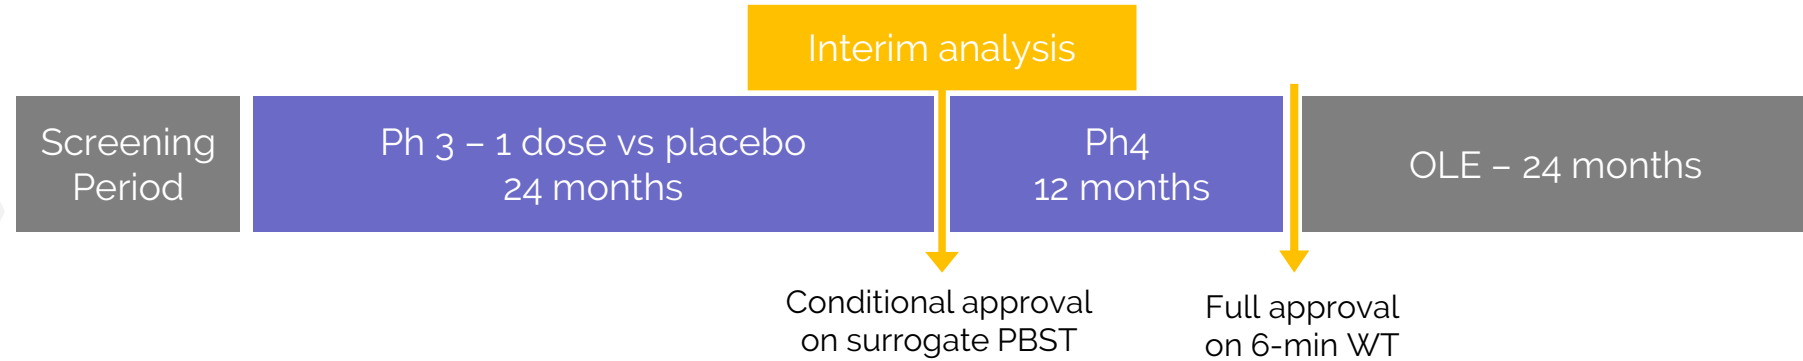 Interim analysis
Screening
Period
Ph 3 – 1 dose vs placebo
24 months
Ph4
12 months
OLE – 24 months
Conditional approval
on surrogate PBST
Full approval
on 6-min WT